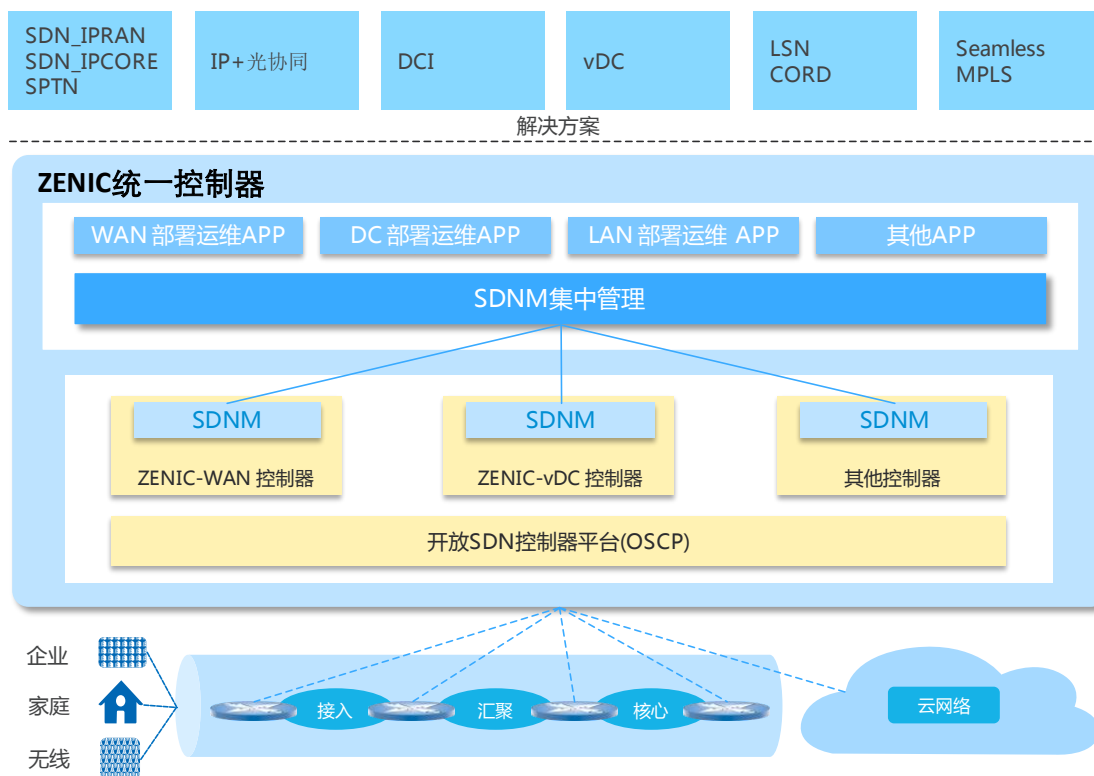 SDN_IPRAN
SDN_IPCORE
SPTN
IP+光协同
DCI
vDC
LSN
CORD
Seamless
MPLS
解决方案
ZENIC统一控制器
WAN 部署运维APP
DC 部署运维APP
LAN 部署运维 APP
其他APP
SDNM集中管理
SDNM
SDNM
SDNM
ZENIC-WAN 控制器
ZENIC-vDC 控制器
其他控制器
开放SDN控制器平台(OSCP)
企业
家庭
无线
接入
汇聚
核心
云网络